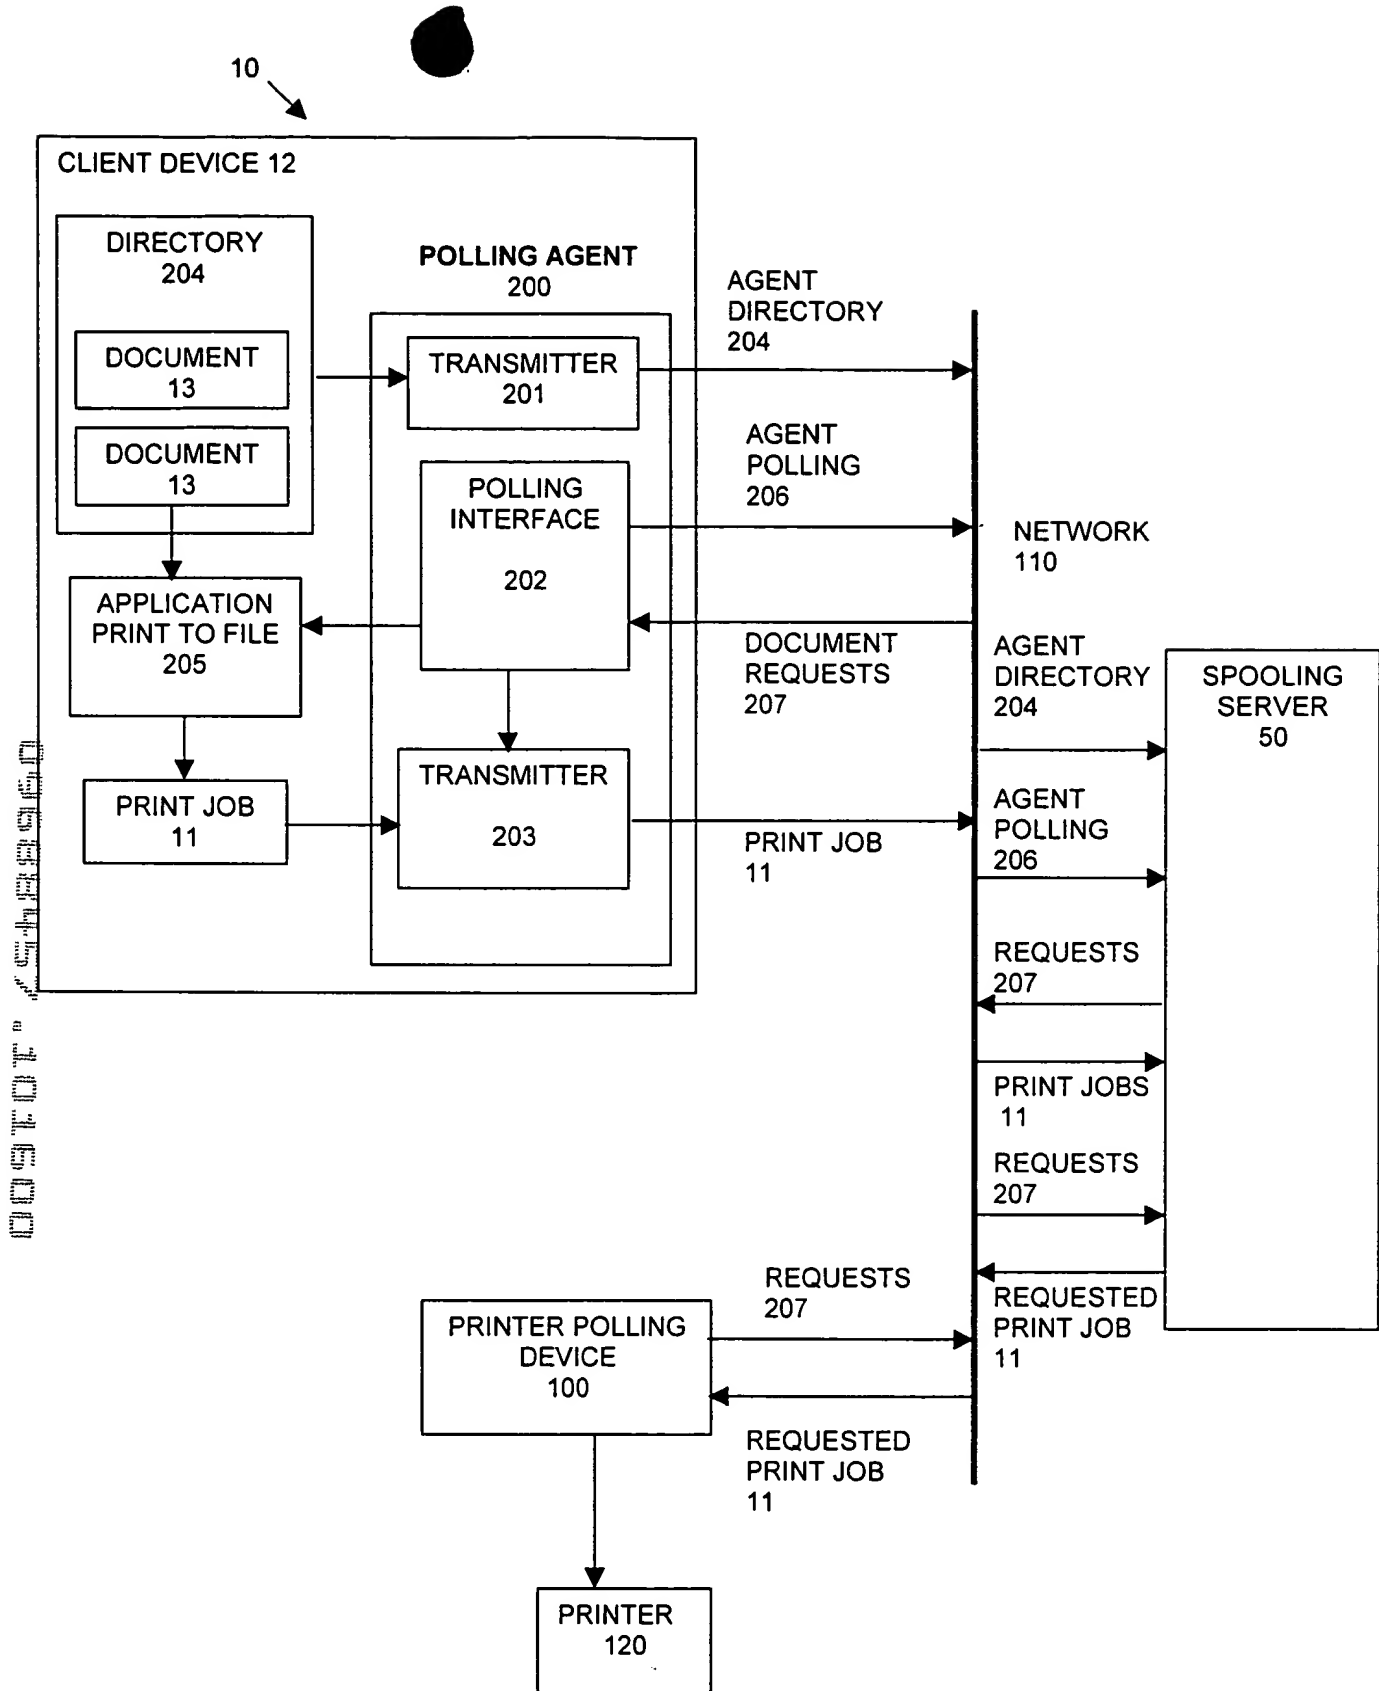 10
CLIENT DEVICE 12
DIRECTORY
204
DOCUMENT
13
DOCUMENT
13
APPLICATION
PRINT TO FILE
205
PRINT JOB
11
POLLING AGENT
200
TRANSMITTER
201
POLLING
INTERFACE
202
TRANSMITTER
203
AGENT
DIRECTORY
204
AGENT
POLLING
206
DOCUMENT
REQUESTS
207
PRINT JOB
11
NETWORK
110
AGENT
DIRECTORY
204
AGENT
POLLING
206
REQUESTS
207
PRINT JOBS
11
REQUESTS
207
REQUESTED
PRINT JOB
11
SPOOLING
SERVER
50
REQUESTS
207
PRINTER POLLING
DEVICE
100
REQUESTED
PRINT JOB
11
PRINTER
120